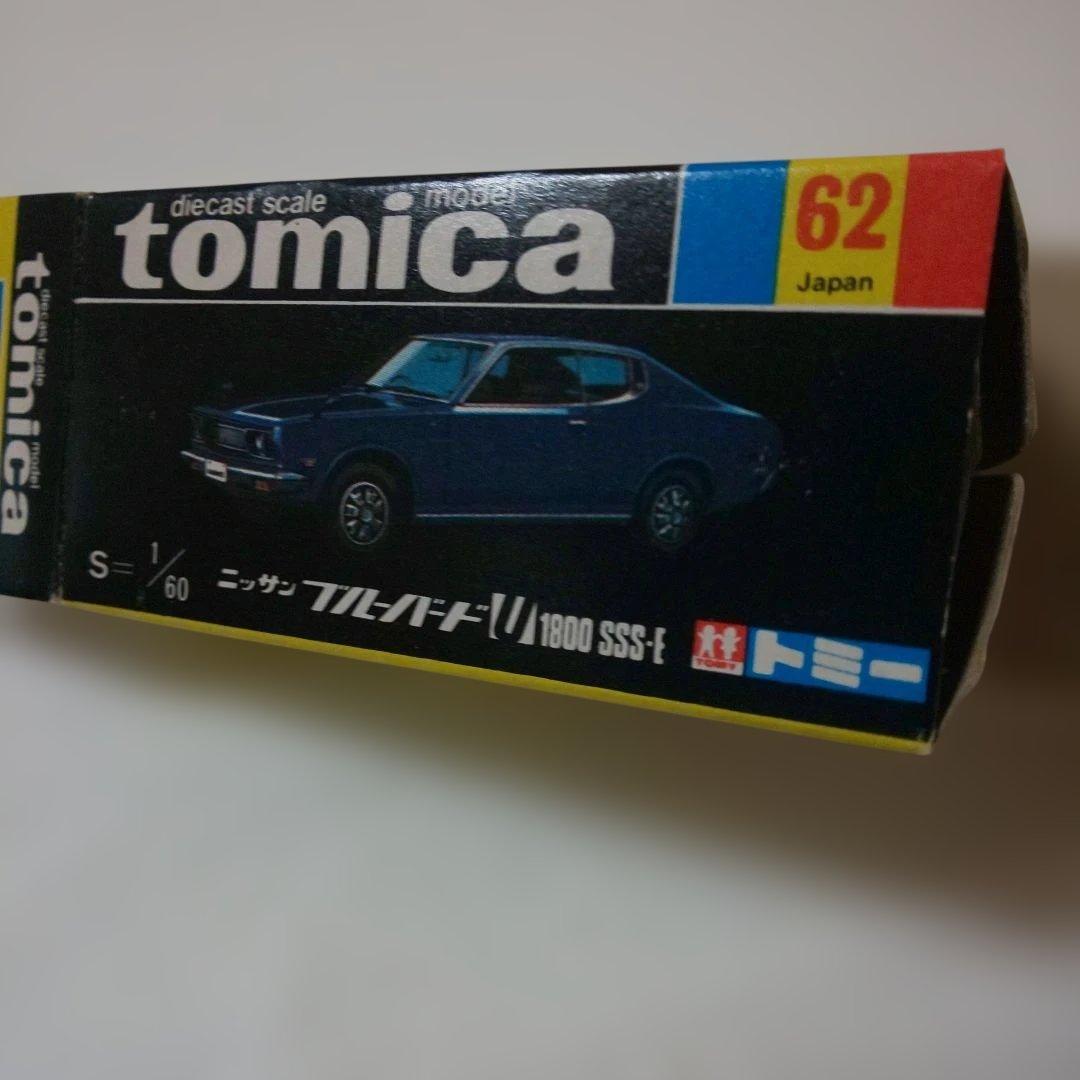 diecast scale model
tomica
62
Japan
S=1/60
ニッサン ブルーバードU 1800 SSS·E
TOMY
トミー
diecast scale model
tomica